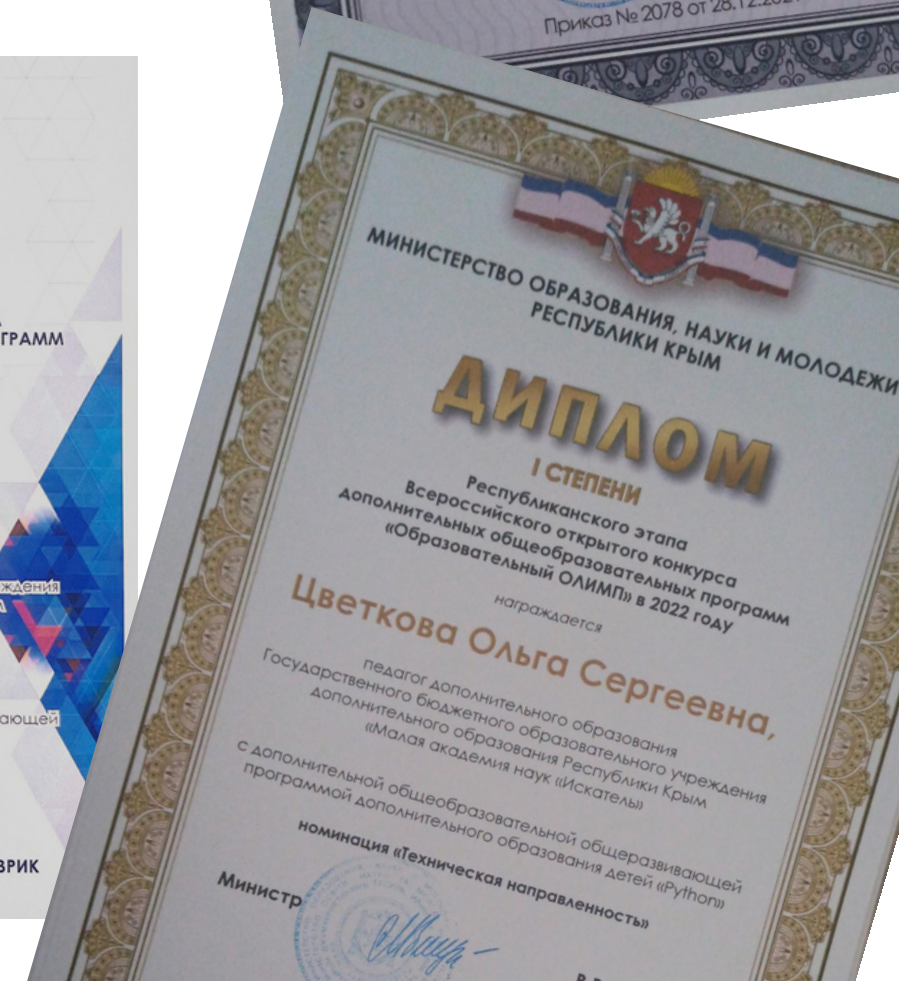 Приказ № 2078 от 28.12.2021
ГРАММ
ждения
ающей
ВРИК
МИНИСТЕРСТВО ОБРАЗОВАНИЯ, НАУКИ И МОЛОДЕЖИ
РЕСПУБЛИКИ КРЫМ
ДИПЛОМ
I СТЕПЕНИ
Республиканского этапа
Всероссийского открытого конкурса
дополнительных общеобразовательных программ
«Образовательный ОЛИМП» в 2022 году
награждается
Цветкова Ольга Сергеевна,
педагог дополнительного образования
Государственного бюджетного образовательного учреждения
дополнительного образования Республики Крым
«Малая академия наук «Искатель»
с дополнительной общеобразовательной общеразвивающей
программой дополнительного образования детей «Python»
номинация «Техническая направленность»
Министр